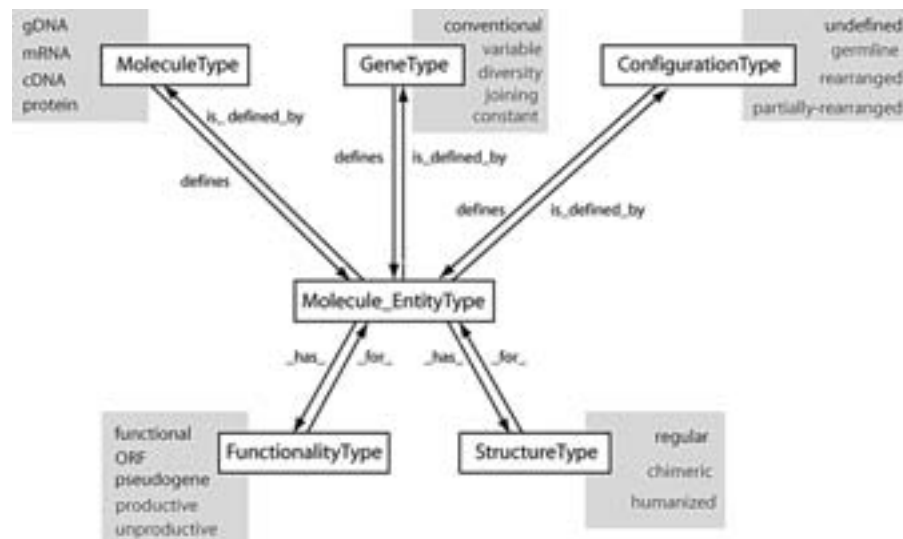 gDNA
mRNA
cDNA
protein
MoleculeType
conventional
variable
diversity
joining
constant
GeneType
undefined
germline
rearranged
partially-rearranged
ConfigurationType
is_defined_by
defines
defines
is_defined_by
defines
is_defined_by
Molecule_EntityType
_has_
_for_
_has_
_for_
functional
ORF
pseudogene
productive
unproductive
FunctionalityType
StructureType
regular
chimeric
humanized